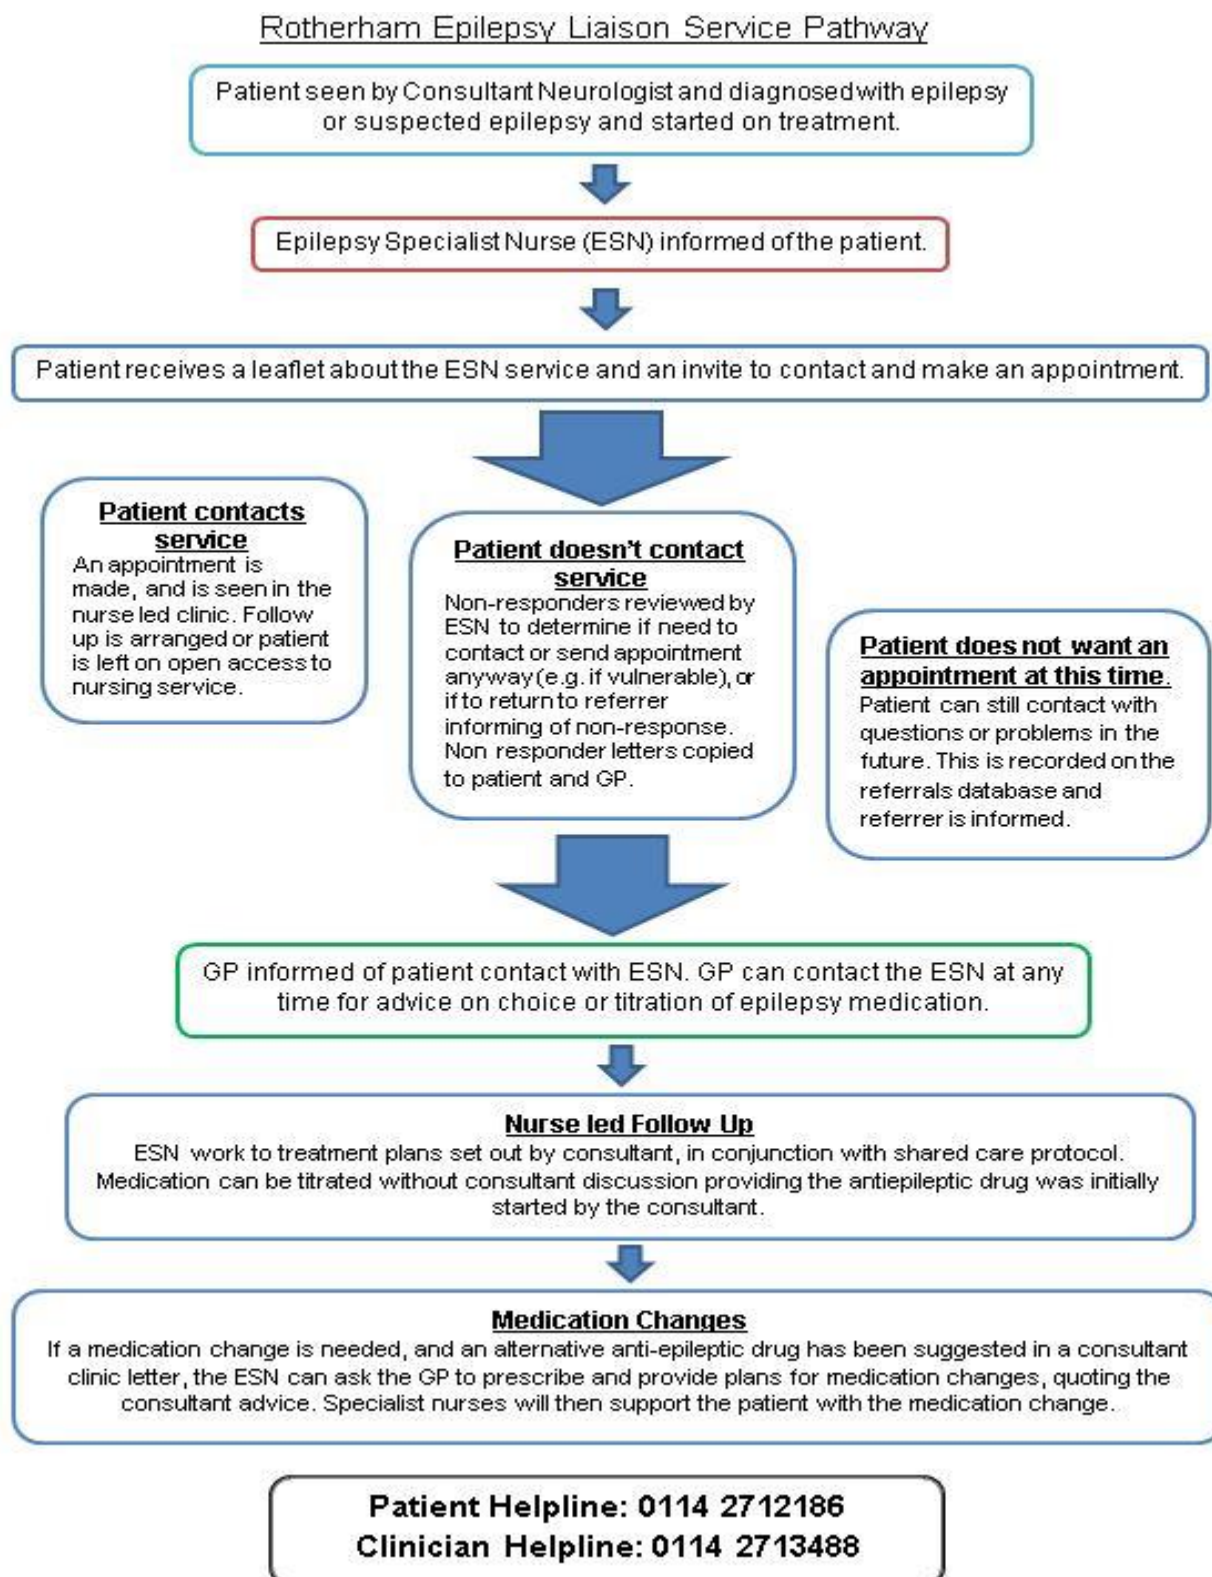 Rotherham Epilepsy Liaison Service Pathway
Patient seen by Consultant Neurologist and diagnosed with epilepsy
or suspected epilepsy and started on treatment.
Epilepsy Specialist Nurse (ESN) informed of the patient.
Patient receives a leaflet about the ESN service and an invite to contact and make an appointment.
Patient contacts
service
An appointment is
made, and is seen in the
nurse led clinic. Follow
up is arranged or patient
is left on open access to
nursing service.
Patient doesn't contact
service
Non-responders reviewed by
ESN to determine if need to
contact or send appointment
anyway (e.g. if vulnerable), or
if to return to referrer
informing of non-response.
Non responder letters copied
to patient and GP.
Patient does not want an
appointment at this time.
Patient can still contact with
questions or problems in the
future. This is recorded on the
referrals database and
referrer is informed.
GP informed of patient contact with ESN. GP can contact the ESN at any
time for advice on choice or titration of epilepsy medication.
Nurse led Follow Up
ESN work to treatment plans set out by consultant, in conjunction with shared care protocol.
Medication can be titrated without consultant discussion providing the antiepileptic drug was initially
started by the consultant.
Medication Changes
If a medication change is needed, and an alternative anti-epileptic drug has been suggested in a consultant
clinic letter, the ESN can ask the GP to prescribe and provide plans for medication changes, quoting the
consultant advice. Specialist nurses will then support the patient with the medication change.
Patient Helpline: 0114 2712186
Clinician Helpline: 0114 2713488